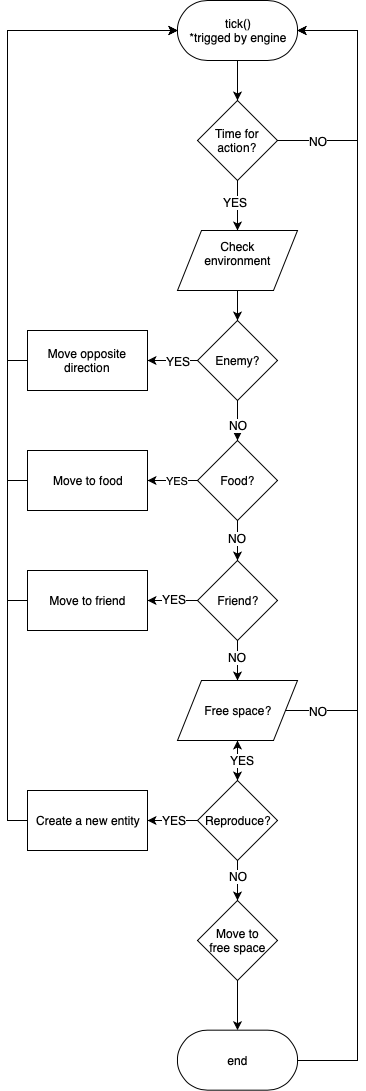 tick()
*trigged by engine
Time for
action?
NO
YES
Check
environment
Move opposite
direction
YES
Enemy?
NO
Move to food
YES
Food?
NO
Move to friend
YES
Friend?
NO
Free space?
NO
YES
Create a new entity
YES
Reproduce?
NO
Move to
free space
end